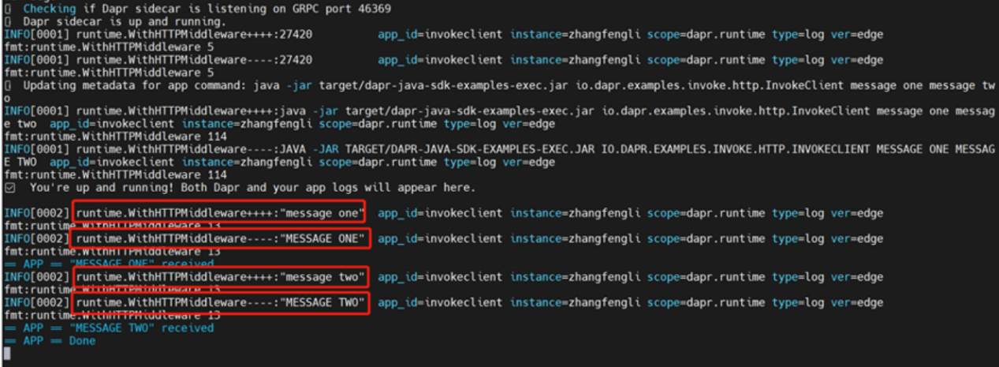 Checking if Dapr sidecar is listening on GRPC port 46369
Dapr sidecar is up and running.
INFO[0001] runtime.WithHTTPMiddleware++++:27420 app_id=invokeclient instance=zhangfengli scope=dapr.runtime type=log ver=edge
fmt:runtime.WithHTTPMiddleware 5
INFO[0001] runtime.WithHTTPMiddleware----:27420 app_id=invokeclient instance=zhangfengli scope=dapr.runtime type=log ver=edge
fmt:runtime.WithHTTPMiddleware 5
Updating metadata for app command: java -jar target/dapr-java-sdk-examples-exec.jar io.dapr.examples.invoke.http.InvokeClient message one message tw
o
INFO[0001] runtime.WithHTTPMiddleware++++:java -jar target/dapr-java-sdk-examples-exec.jar io.dapr.examples.invoke.http.InvokeClient message one messag
e two app_id=invokeclient instance=zhangfengli scope=dapr.runtime type=log ver=edge
fmt:runtime.WithHTTPMiddleware 114
INFO[0001] runtime.WithHTTPMiddleware----:JAVA -JAR TARGET/DAPR-JAVA-SDK-EXAMPLES-EXEC.JAR IO.DAPR.EXAMPLES.INVOKE.HTTP.INVOKECLIENT MESSAGE ONE MESSAG
E TWO app_id=invokeclient instance=zhangfengli scope=dapr.runtime type=log ver=edge
fmt:runtime.WithHTTPMiddleware 114
You're up and running! Both Dapr and your app logs will appear here.
INFO[0002] runtime.WithHTTPMiddleware++++:"message one" app_id=invokeclient instance=zhangfengli scope=dapr.runtime type=log ver=edge
fmt:runtime.WithHTTPMiddleware 13
INFO[0002] runtime.WithHTTPMiddleware----:"MESSAGE ONE" app_id=invokeclient instance=zhangfengli scope=dapr.runtime type=log ver=edge
fmt:runtime.WithHTTPMiddleware 13
== APP == "MESSAGE ONE" received
INFO[0002] runtime.WithHTTPMiddleware++++:"message two" app_id=invokeclient instance=zhangfengli scope=dapr.runtime type=log ver=edge
fmt:runtime.WithHTTPMiddleware 13
INFO[0002] runtime.WithHTTPMiddleware----:"MESSAGE TWO" app_id=invokeclient instance=zhangfengli scope=dapr.runtime type=log ver=edge
fmt:runtime.WithHTTPMiddleware 13
== APP == "MESSAGE TWO" received
== APP == Done